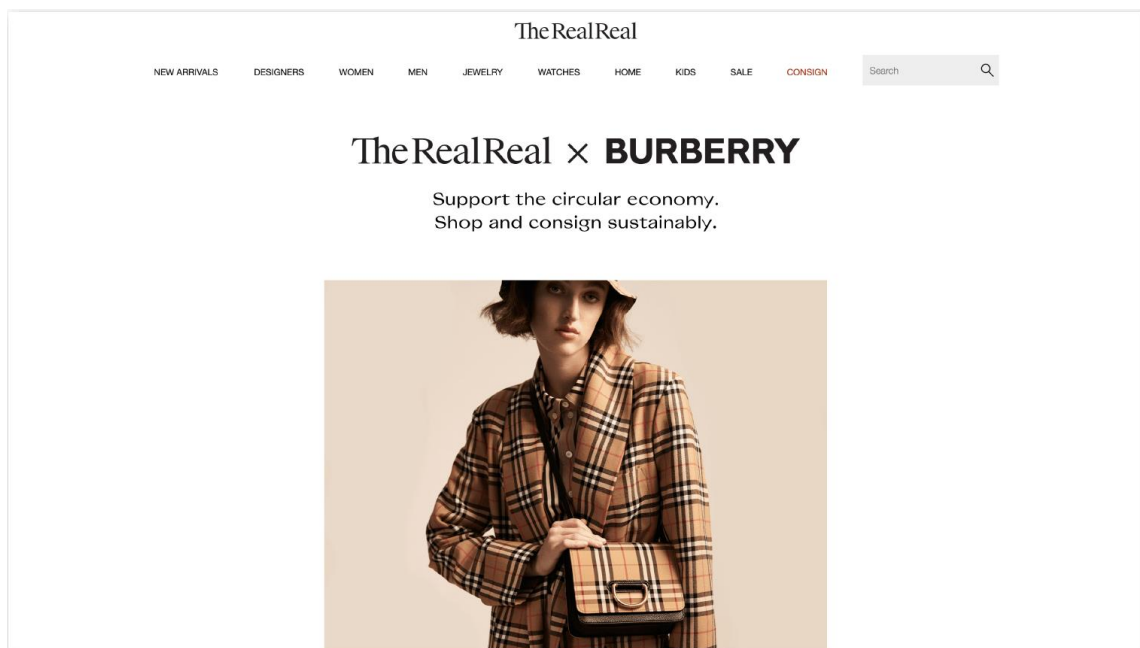 The RealReal
NEW ARRIVALS DESIGNERS WOMEN MEN JEWELRY WATCHES HOME KIDS SALE CONSIGN Search
The RealReal × BURBERRY
Support the circular economy.
Shop and consign sustainably.